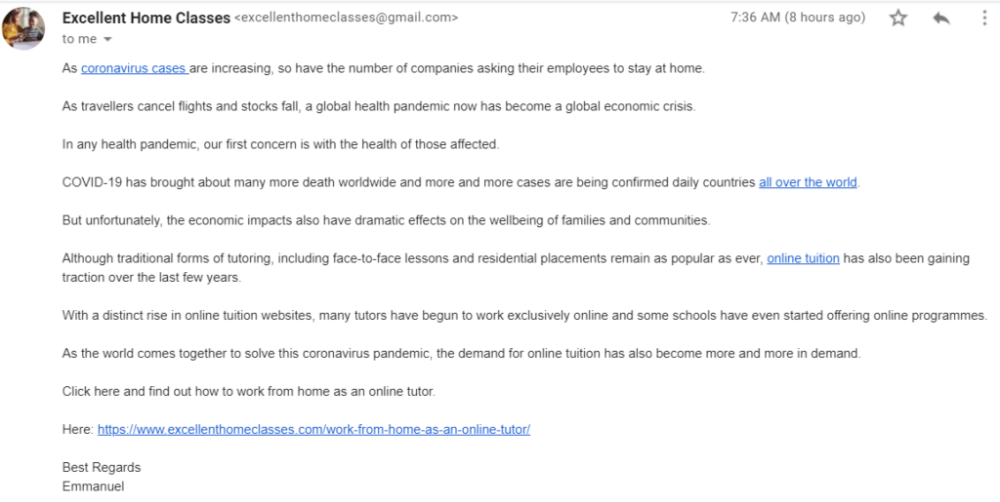 Excellent Home Classes <excellenthomeclasses@gmail.com> 7:36 AM (8 hours ago)
to me
As coronavirus cases are increasing, so have the number of companies asking their employees to stay at home.
As travellers cancel flights and stocks fall, a global health pandemic now has become a global economic crisis.
In any health pandemic, our first concern is with the health of those affected.
COVID-19 has brought about many more death worldwide and more and more cases are being confirmed daily countries all over the world.
But unfortunately, the economic impacts also have dramatic effects on the wellbeing of families and communities.
Although traditional forms of tutoring, including face-to-face lessons and residential placements remain as popular as ever, online tuition has also been gaining
traction over the last few years.
With a distinct rise in online tuition websites, many tutors have begun to work exclusively online and some schools have even started offering online programmes.
As the world comes together to solve this coronavirus pandemic, the demand for online tuition has also become more and more in demand.
Click here and find out how to work from home as an online tutor.
Here: https://www.excellenthomeclasses.com/work-from-home-as-an-online-tutor/
Best Regards
Emmanuel